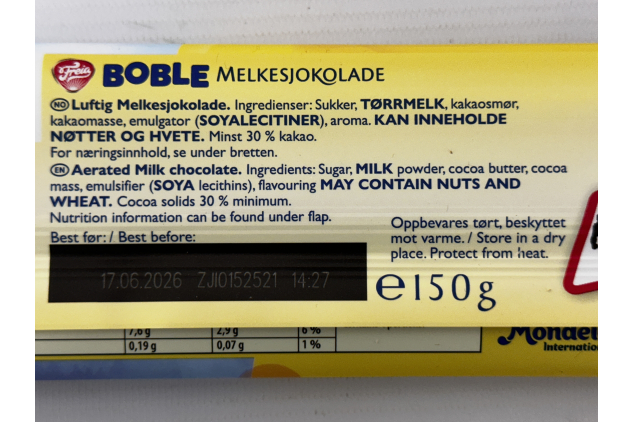 Freia BOBLE MELKESJOKOLADE
NO Luftig Melkesjokolade. Ingredienser: Sukker, TØRRMELK, kakaosmør,
kakaomasse, emulgator (SOYALECITINER), aroma. KAN INNEHOLDE
NØTTER OG HVETE. Minst 30 % kakao.
For næringsinnhold, se under bretten.
EN Aerated Milk chocolate. Ingredients: Sugar, MILK powder, cocoa butter, cocoa
mass, emulsifier (SOYA lecithins), flavouring MAY CONTAIN NUTS AND
WHEAT. Cocoa solids 30 % minimum.
Nutrition information can be found under flap.
Best før: / Best before:
17.06.2026 ZJI0152521 14:27
Oppbevares tørt, beskyttet
mot varme. / Store in a dry
place. Protect from heat.
℮150g
7,6 g 2,9 g 6 %
0,19 g 0,07 g 1 %